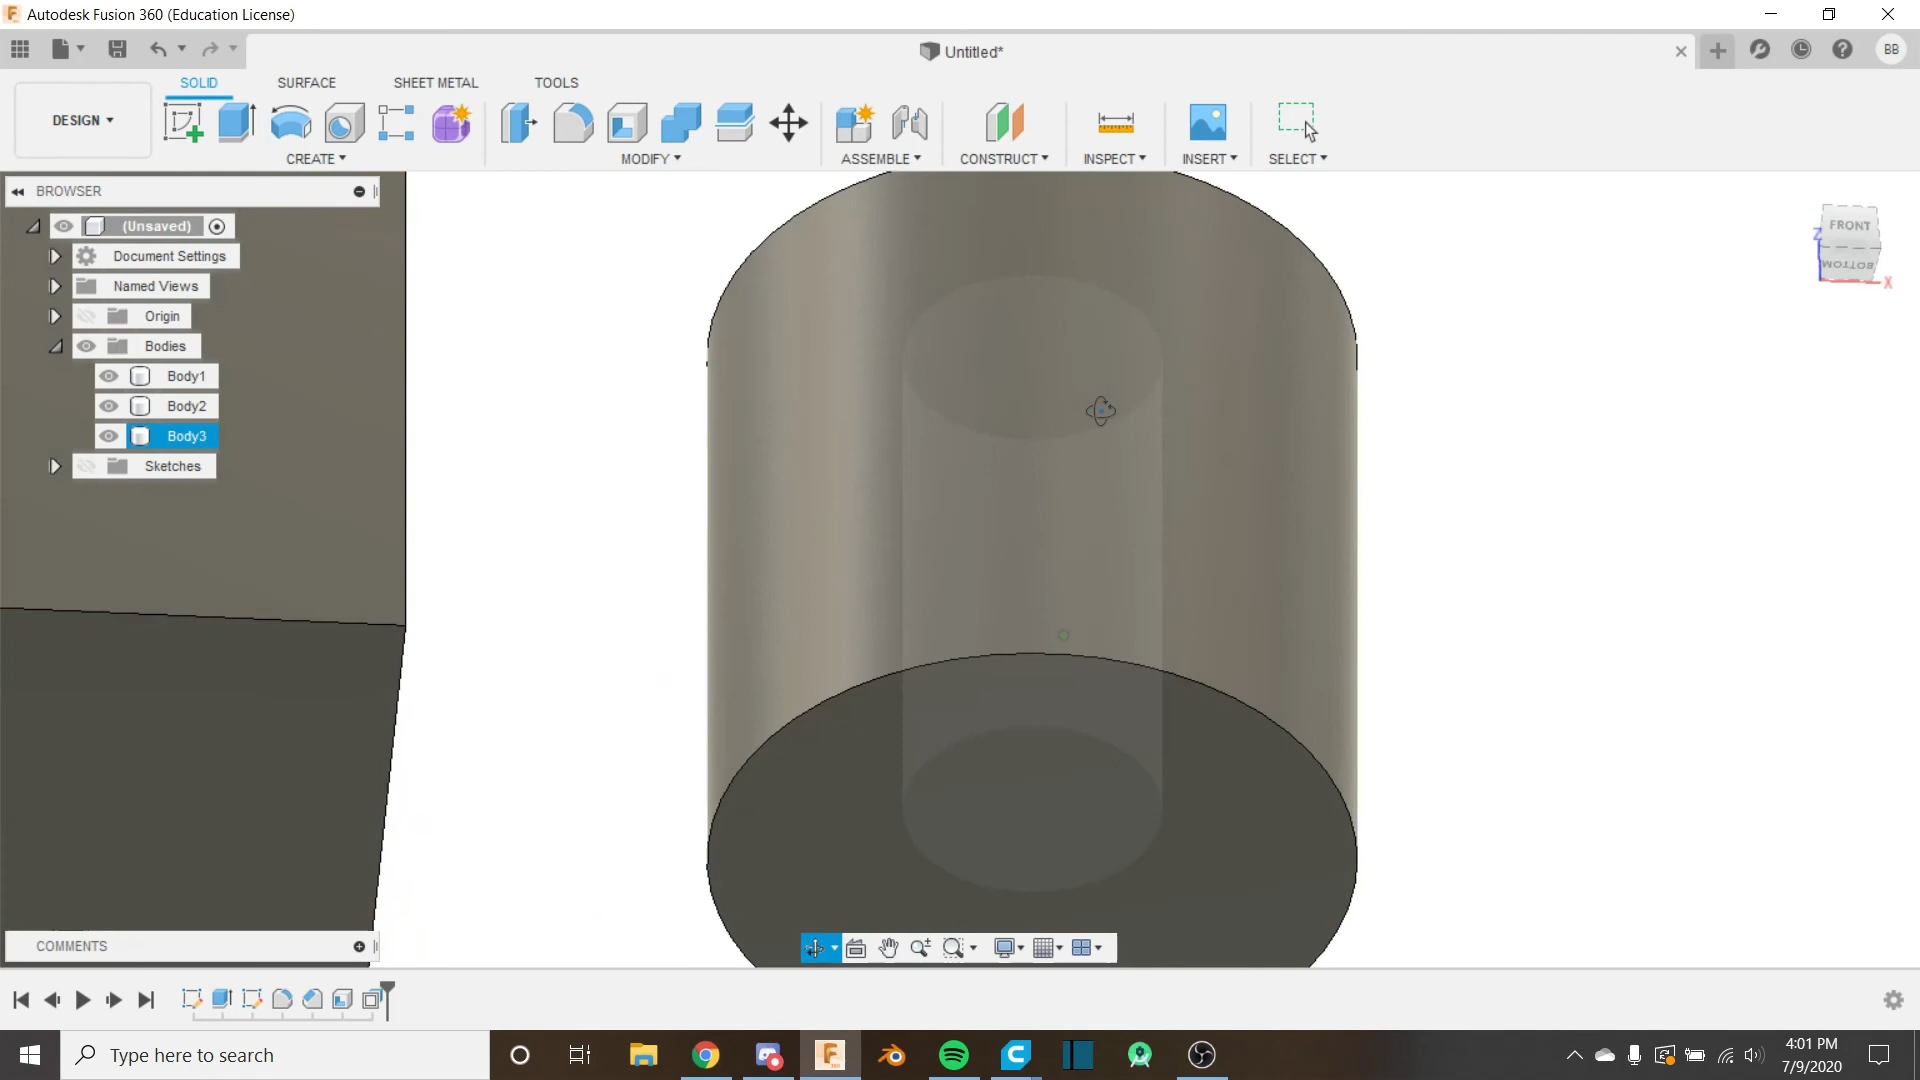 Autodesk Fusion 360 (Education License)
Untitled*
BB
SOLID
SURFACE
SHEET METAL
TOOLS
DESIGN
CREATE
MODIFY
ASSEMBLE
CONSTRUCT
INSPECT
INSERT
SELECT
BROWSER
(Unsaved)
Document Settings
Named Views
Origin
Bodies
Body1
Body2
Body3
Sketches
FRONT
BOTTOM
Z
X
COMMENTS
Type here to search
4:01 PM
7/9/2020